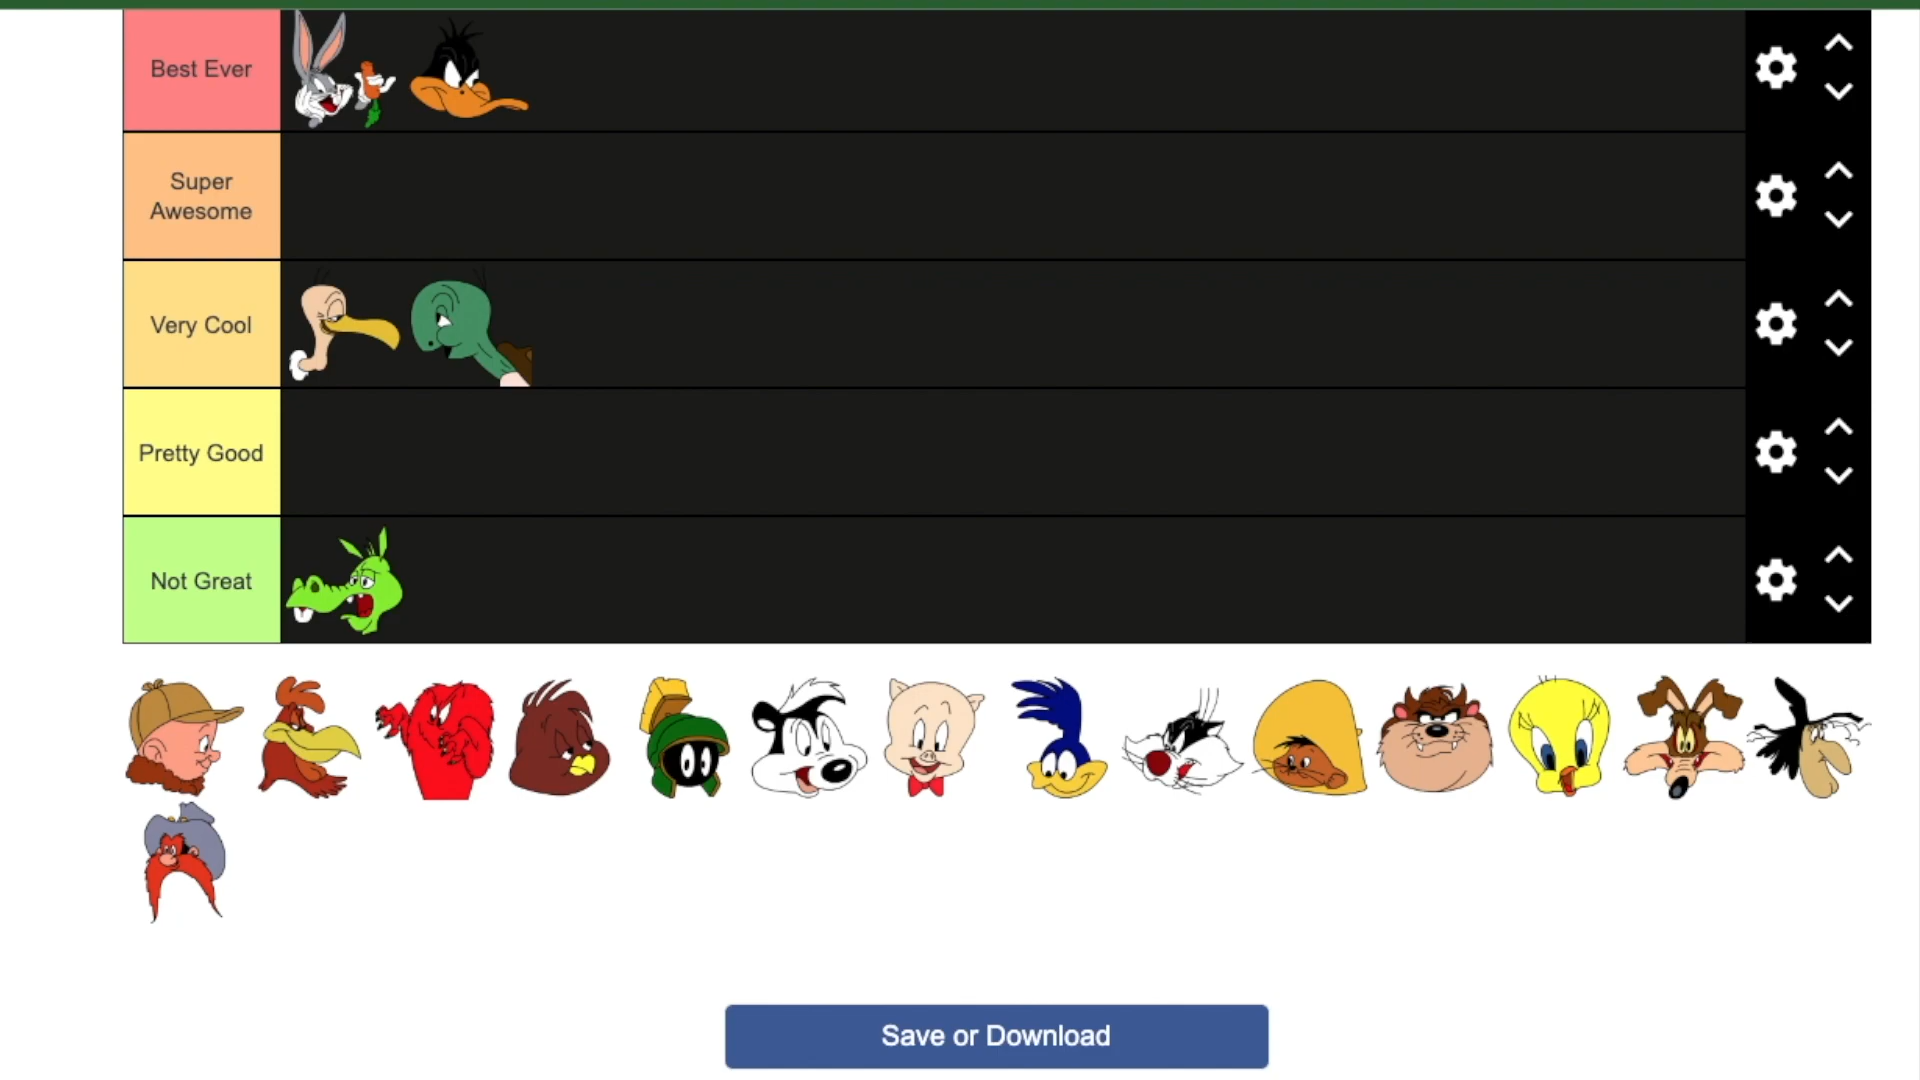 Best Ever
Super
Awesome
Very Cool
Pretty Good
Not Great
Save or Download